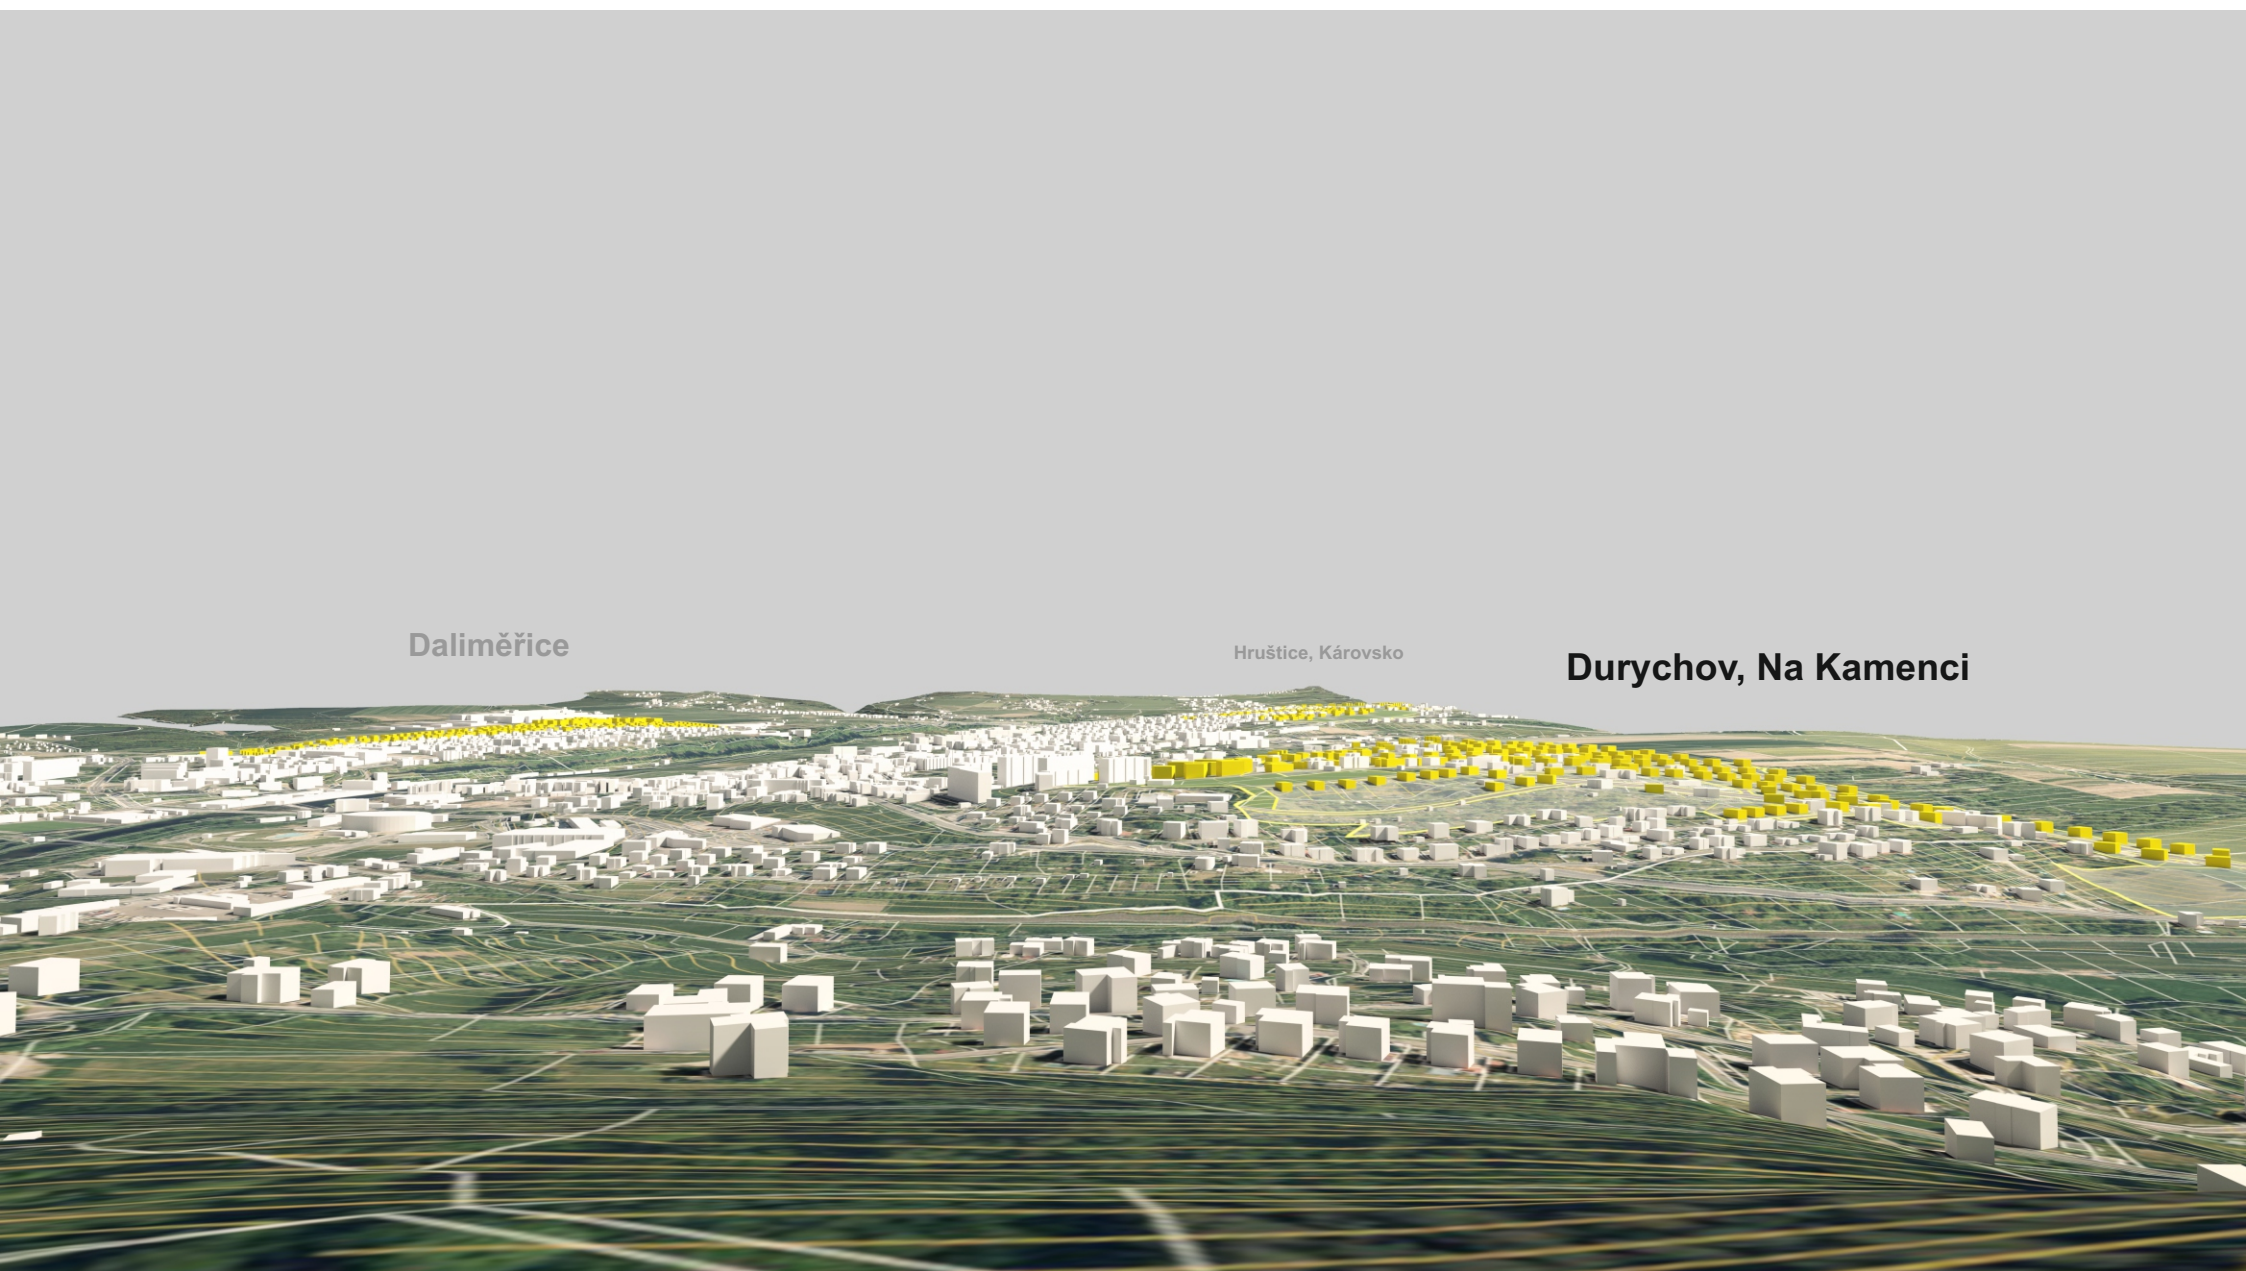 Daliměřice
Hruštice, Károvsko
Durychov, Na Kamenci